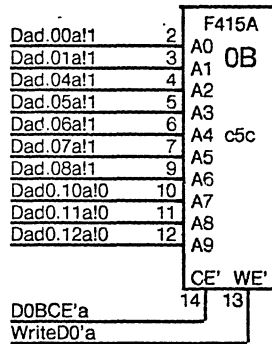 F415A
Dad.00a!1 2 A0 0B
Dad.01a!1 3 A1
Dad.04a!1 4 A2
Dad.05a!1 5 A3
Dad.06a!1 6 A4 c5c
Dad.07a!1 7 A5
Dad.08a!1 9 A6
Dad0.10a!0 10 A7
Dad0.11a!0 11 A8
Dad0.12a!0 12 A9
CE' WE'
14 13
D0BCE'a
WriteD0'a